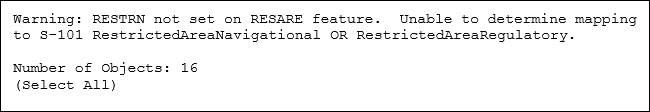 Warning: RESTRN not set on RESARE feature.  Unable to determine mapping
to S-101 RestrictedAreaNavigational OR RestrictedAreaRegulatory.
Number of Objects: 16
(Select All)